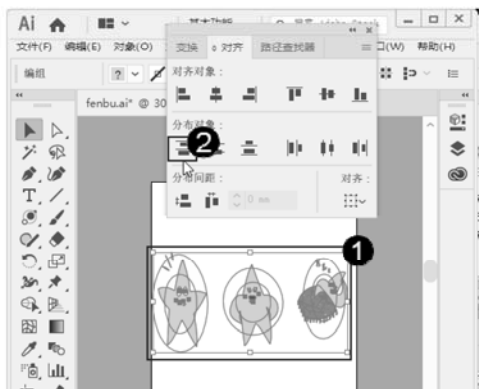 Ai
文件(F) 编辑(E) 对象(O)
口(W) 帮助(H)
变换 对齐 路径查找器
编组
?
对齐对象：
fenbu.ai* @ 30
分布对象：
2
分布间距：
对齐：
0 mm
1